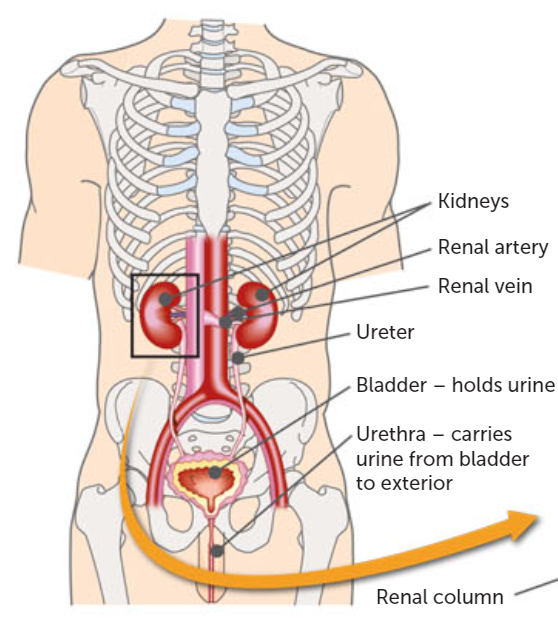 Kidneys
Renal artery
Renal vein
Ureter
Bladder – holds urine
Urethra – carries
urine from bladder
to exterior
Renal column